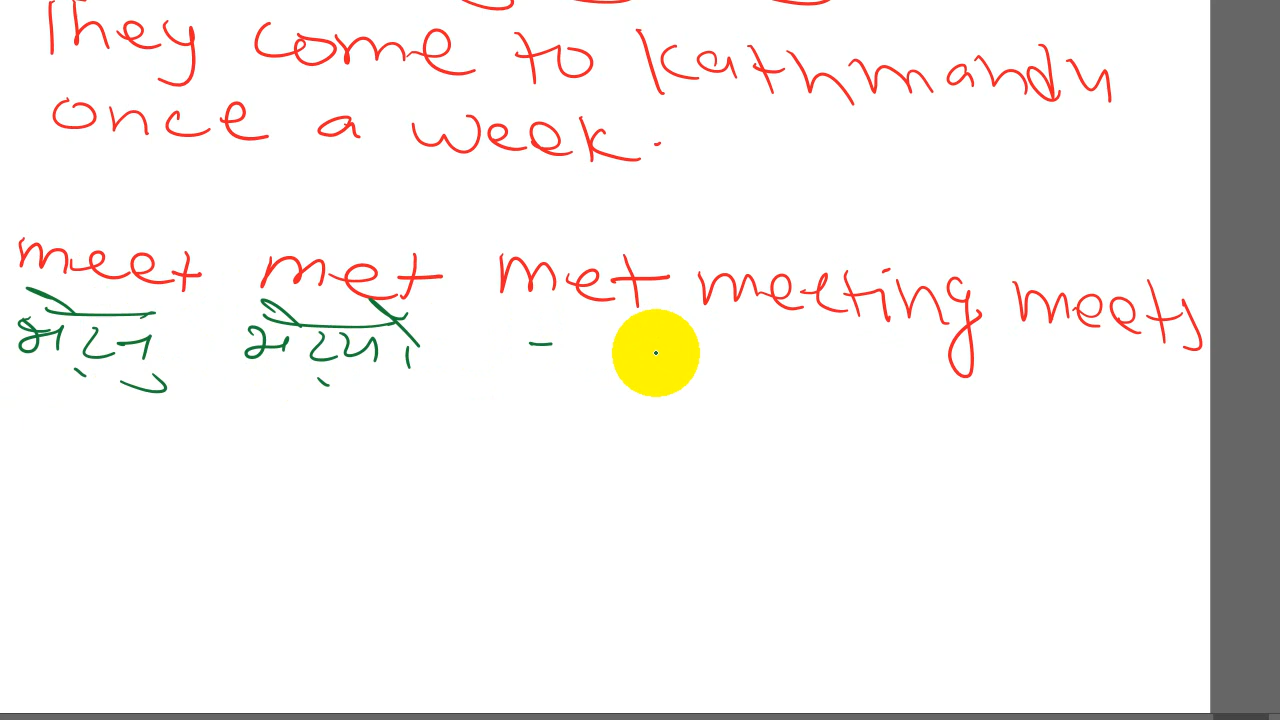 They come to Kathmandu
once a week.
meet met met meeting meets
भेट्नु भेट्यो -